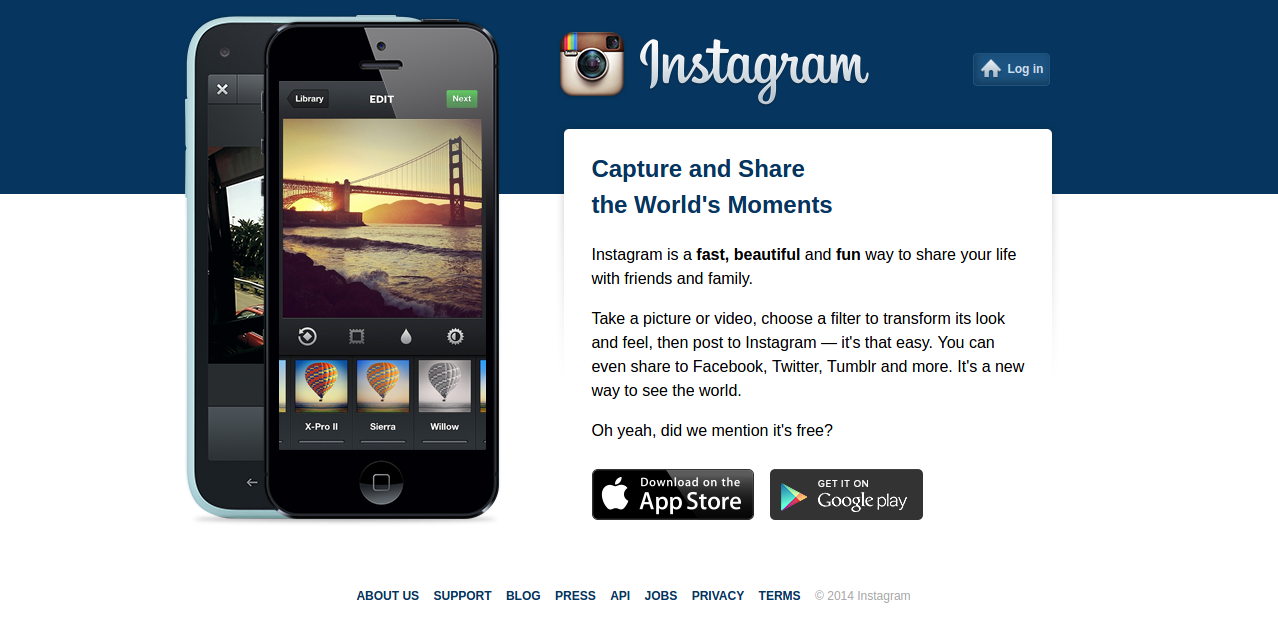 Library
EDIT
Next
X-Pro II
Sierra
Willow
Instagram
Log in
Capture and Share
the World's Moments
Instagram is a fast, beautiful and fun way to share your life
with friends and family.
Take a picture or video, choose a filter to transform its look
and feel, then post to Instagram — it's that easy. You can
even share to Facebook, Twitter, Tumblr and more. It's a new
way to see the world.
Oh yeah, did we mention it's free?
Download on the
App Store
GET IT ON
Google play
ABOUT US SUPPORT BLOG PRESS API JOBS PRIVACY TERMS © 2014 Instagram